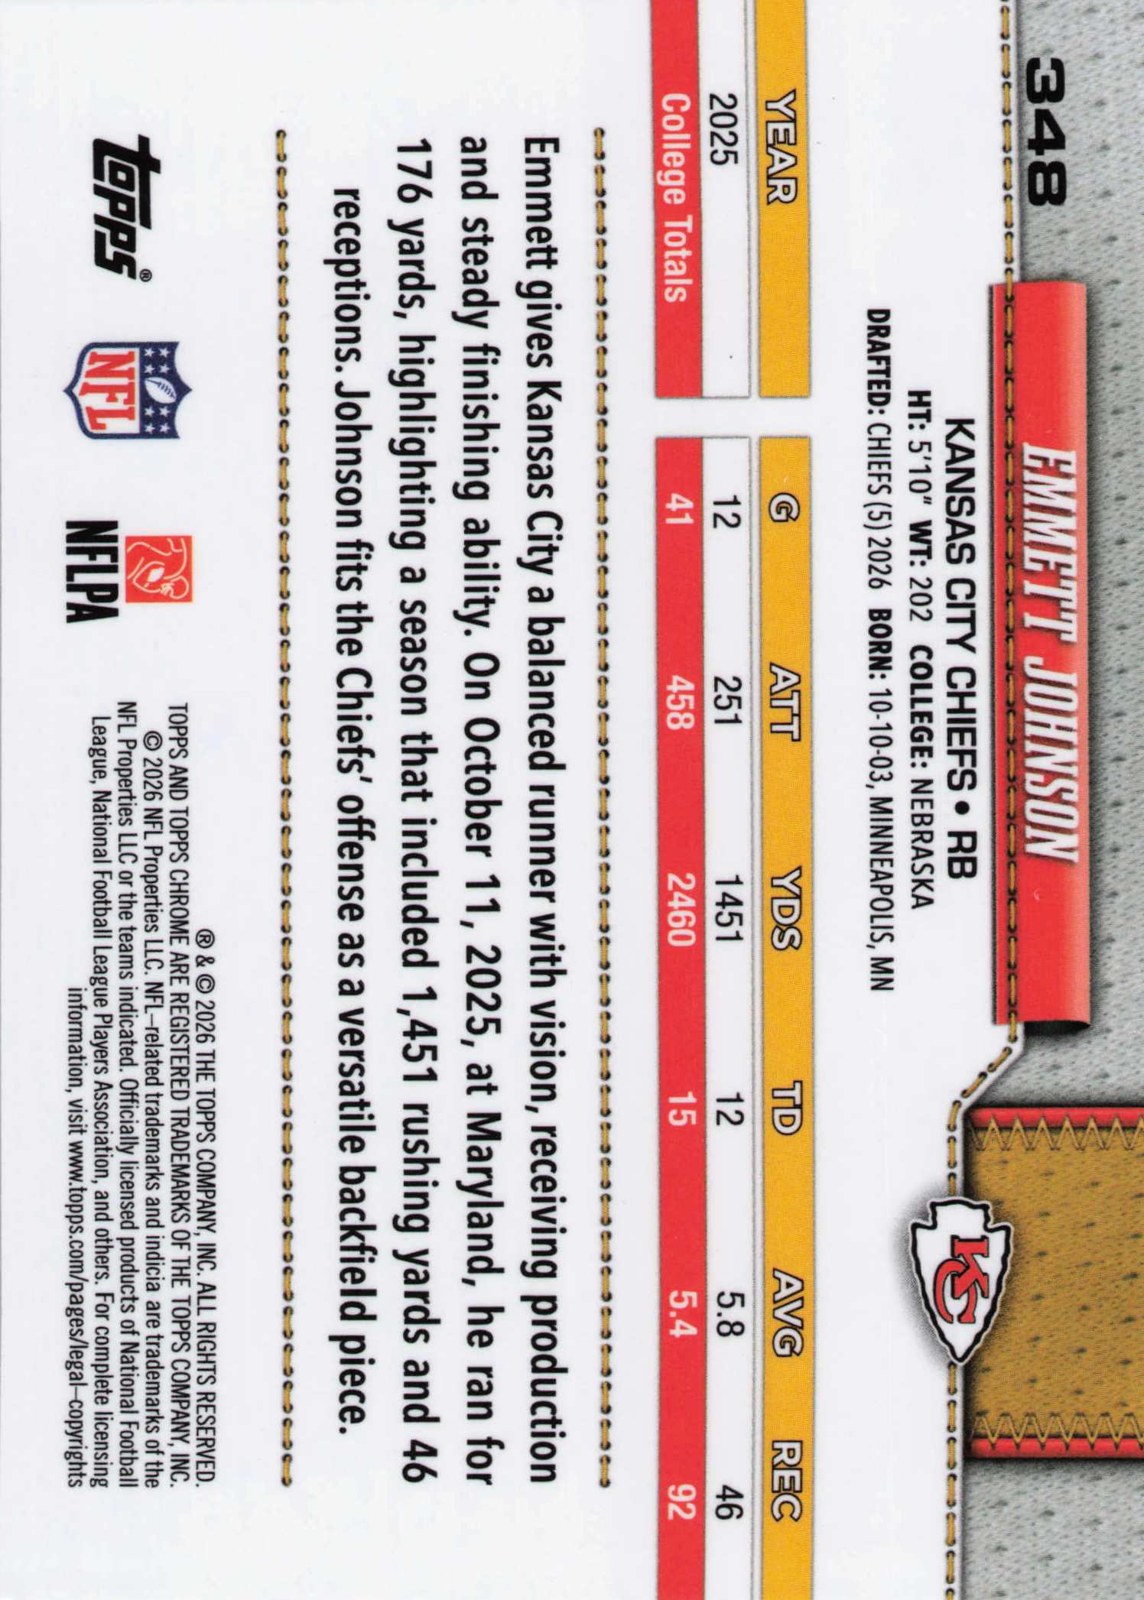 348
EMMETT JOHNSON
KANSAS CITY CHIEFS • RB
HT: 5'10" WT: 202 COLLEGE: NEBRASKA
DRAFTED: CHIEFS (5) 2026 BORN: 10-10-03, MINNEAPOLIS, MN
KC
YEAR G ATT YDS TD AVG REC
2025 12 251 1451 12 5.8 46
College Totals 41 458 2460 15 5.4 92
Emmett gives Kansas City a balanced runner with vision, receiving production
and steady finishing ability. On October 11, 2025, at Maryland, he ran for
176 yards, highlighting a season that included 1,451 rushing yards and 46
receptions. Johnson fits the Chiefs' offense as a versatile backfield piece.
topps®
NFL
NFLPA
® & © 2026 THE TOPPS COMPANY, INC. ALL RIGHTS RESERVED.
TOPPS AND TOPPS CHROME ARE REGISTERED TRADEMARKS OF THE TOPPS COMPANY, INC.
© 2026 NFL Properties LLC. NFL-related trademarks and indicia are trademarks of the
NFL Properties LLC or the teams indicated. Officially licensed products of National Football
League, National Football League Players Association, and others. For complete licensing
information, visit www.topps.com/pages/legal-copyrights